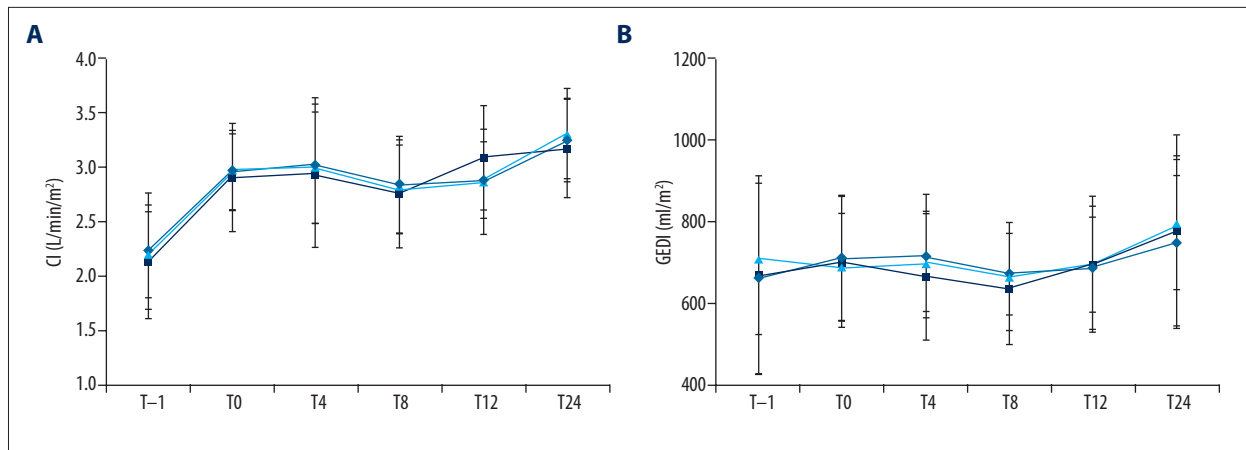 A
CI (L/min/m²)
4.0
3.5
3.0
2.5
2.0
1.5
1.0
T–1 T0 T4 T8 T12 T24
B
GEDI (ml/m²)
1200
1000
800
600
400
T–1 T0 T4 T8 T12 T24